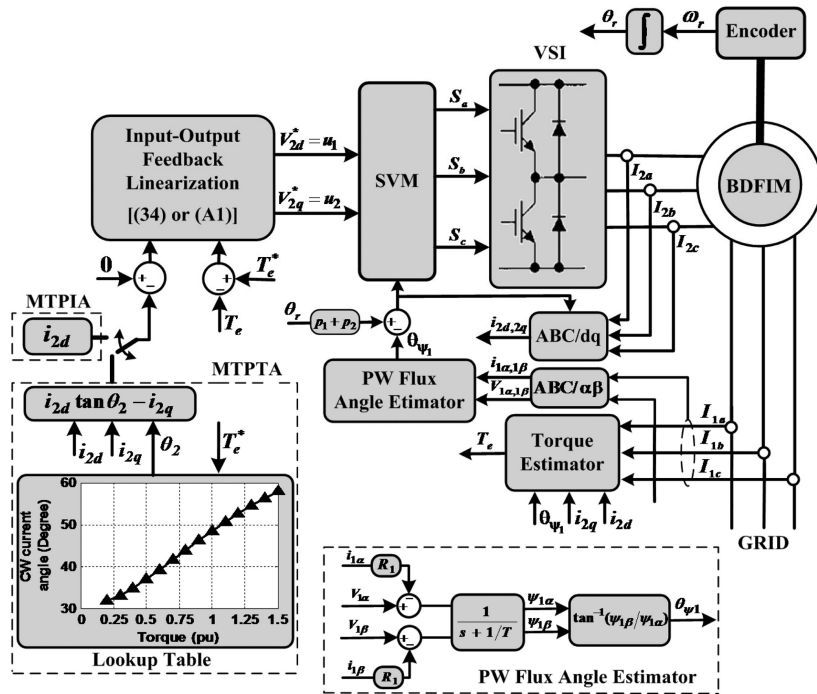 θr
∫
ωr
Encoder
VSI
Input-Output
Feedback
Linearization
[(34) or (A1)]
V*2d = u1
V*2q = u2
SVM
Sa
Sb
Sc
BDFIM
I2a
I2b
I2c
0
+
−
+
−
Te*
Te
MTPIA
i2d
θr
p1 + p2
+
−
θΨ1
i2d,2q
ABC/dq
MTPTA
i2d tan θ2 − i2q
i2d
i2q
θ2
Te*
PW Flux
Angle Etimator
i1α,1β
V1α,1β
ABC/αβ
I1a
I1b
I1c
Te
Torque
Estimator
θΨ1
i2q
i2d
GRID
CW current
angle (Degree)
60
50
40
30
0 0.25 0.5 0.75 1 1.25 1.5
Torque (pu)
Lookup Table
i1α
R1
V1α
+
−
V1β
+
−
i1β
R1
1
s + 1/T
ψ1α
ψ1β
tan⁻¹(ψ1β/ψ1α)
θψ1
PW Flux Angle Estimator